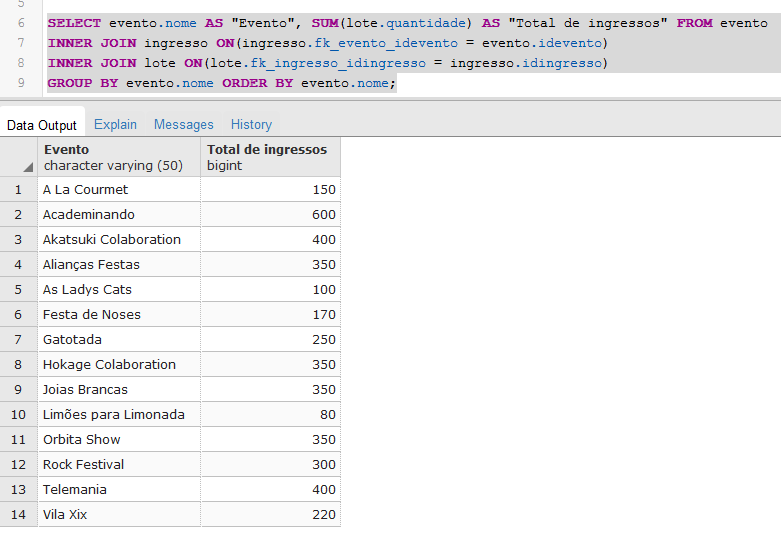 5
6 SELECT evento.nome AS "Evento", SUM(lote.quantidade) AS "Total de ingressos" FROM evento
7 INNER JOIN ingresso ON(ingresso.fk_evento_idevento = evento.idevento)
8 INNER JOIN lote ON(lote.fk_ingresso_idingresso = ingresso.idingresso)
9 GROUP BY evento.nome ORDER BY evento.nome;
Data Output Explain Messages History
Evento Total de ingressos
character varying (50) bigint
1 A La Courmet 150
2 Academinando 600
3 Akatsuki Colaboration 400
4 Alianças Festas 350
5 As Ladys Cats 100
6 Festa de Noses 170
7 Gatotada 250
8 Hokage Colaboration 350
9 Joias Brancas 350
10 Limões para Limonada 80
11 Orbita Show 350
12 Rock Festival 300
13 Telemania 400
14 Vila Xix 220